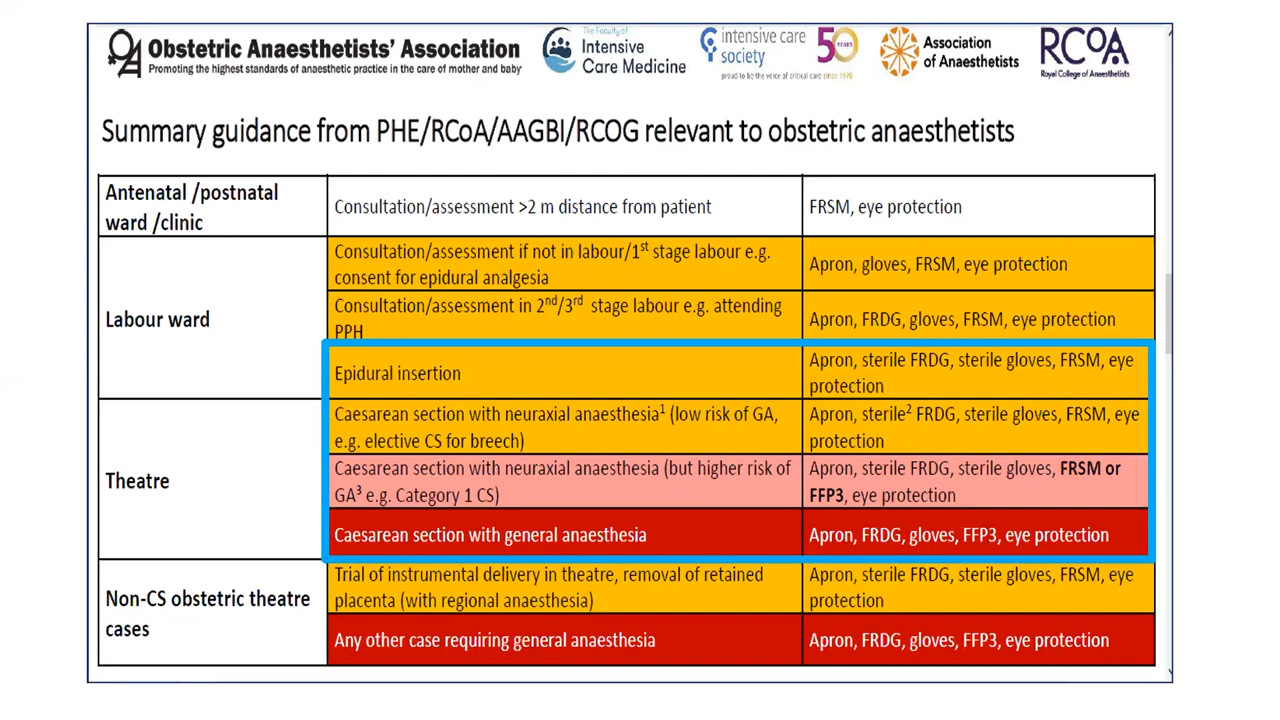 Obstetric Anaesthetists' Association
Promoting the highest standards of anaesthetic practice in the care of mother and baby
The Faculty of
Intensive
Care Medicine
intensive care
society
50
YEARS
proud to be the voice of critical care since 1970
Association
of Anaesthetists
RCOA
Royal College of Anaesthetists
Summary guidance from PHE/RCoA/AAGBI/RCOG relevant to obstetric anaesthetists
Antenatal /postnatal
ward /clinic
Consultation/assessment >2 m distance from patient
FRSM, eye protection
Labour ward
Consultation/assessment if not in labour/1st stage labour e.g.
consent for epidural analgesia
Apron, gloves, FRSM, eye protection
Consultation/assessment in 2nd/3rd stage labour e.g. attending
PPH
Apron, FRDG, gloves, FRSM, eye protection
Epidural insertion
Apron, sterile FRDG, sterile gloves, FRSM, eye
protection
Theatre
Caesarean section with neuraxial anaesthesia1 (low risk of GA,
e.g. elective CS for breech)
Apron, sterile2 FRDG, sterile gloves, FRSM, eye
protection
Caesarean section with neuraxial anaesthesia (but higher risk of
GA3 e.g. Category 1 CS)
Apron, sterile FRDG, sterile gloves, FRSM or
FFP3, eye protection
Caesarean section with general anaesthesia
Apron, FRDG, gloves, FFP3, eye protection
Non-CS obstetric theatre
cases
Trial of instrumental delivery in theatre, removal of retained
placenta (with regional anaesthesia)
Apron, sterile FRDG, sterile gloves, FRSM, eye
protection
Any other case requiring general anaesthesia
Apron, FRDG, gloves, FFP3, eye protection